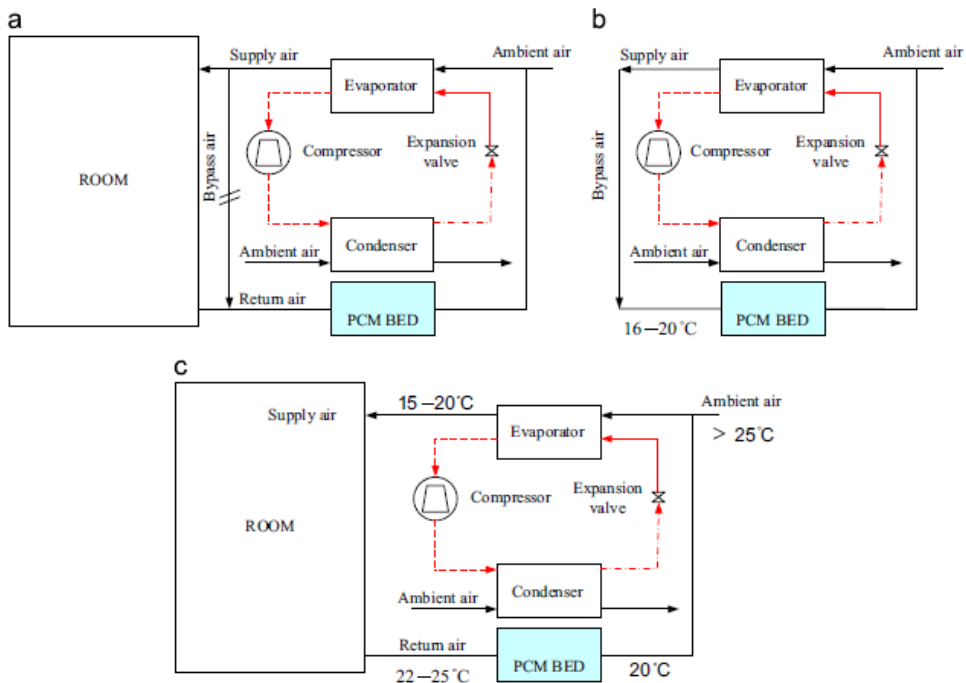 a
Supply air
Ambient air
Evaporator
Compressor
Expansion
valve
ROOM
Bypass air
Condenser
Ambient air
Return air
PCM BED
b
Supply air
Ambient air
Evaporator
Compressor
Expansion
valve
Bypass air
Condenser
Ambient air
PCM BED
16—20℃
c
Supply air
15—20℃
Ambient air
> 25℃
Evaporator
Compressor
Expansion
valve
ROOM
Condenser
Ambient air
Return air
PCM BED
22—25℃
20℃